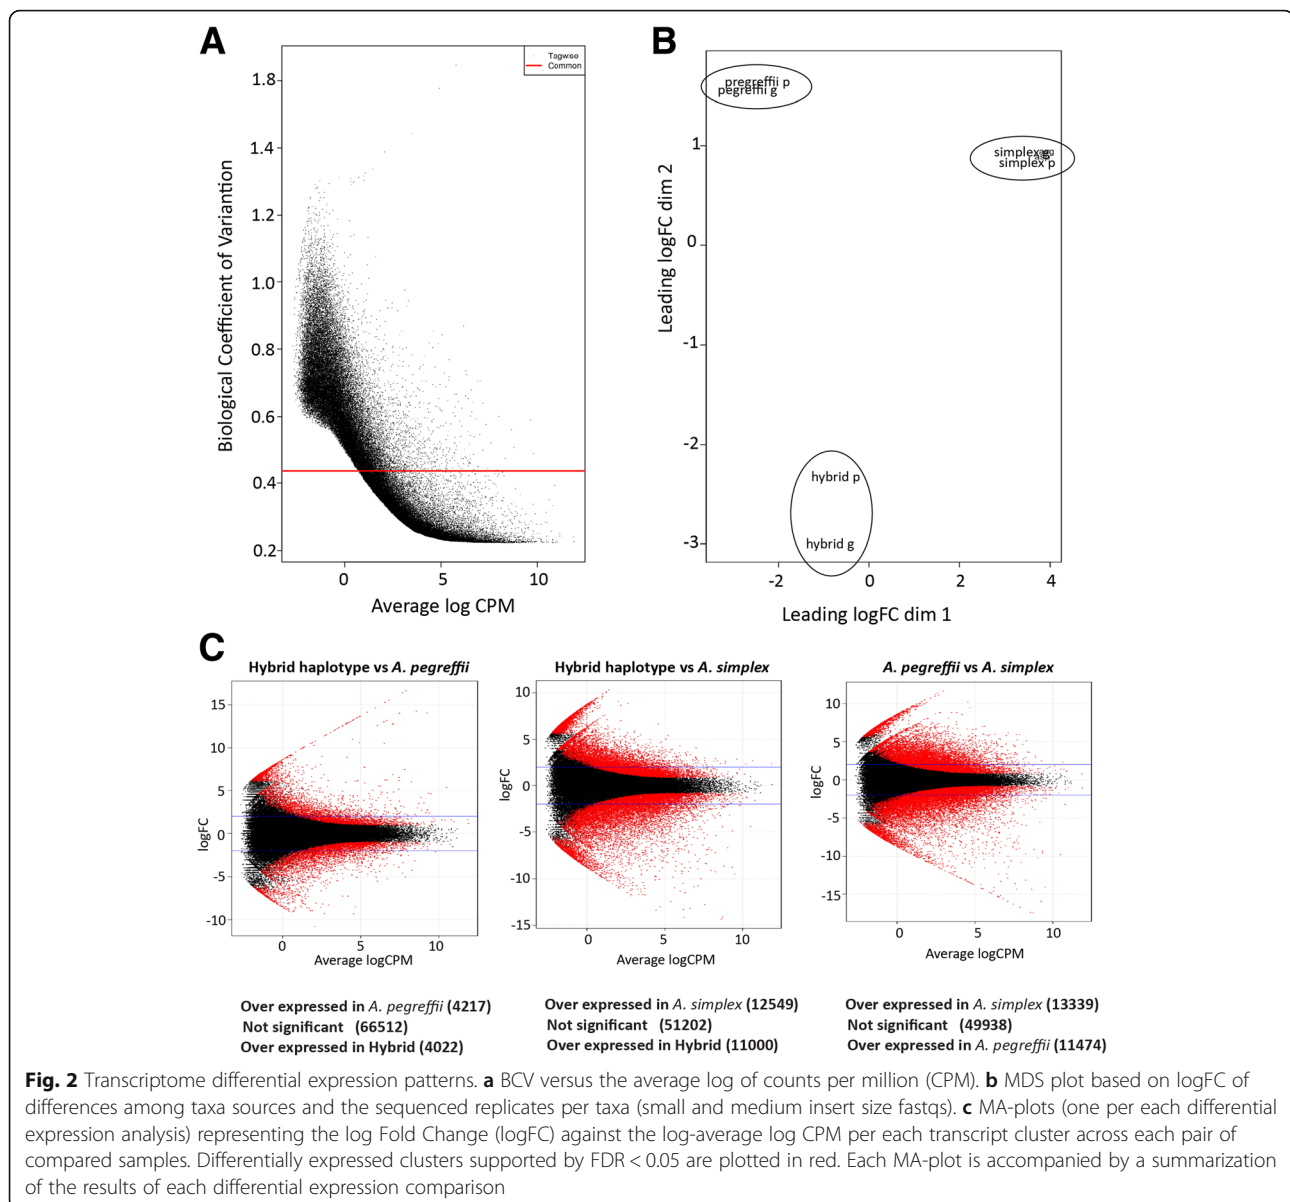 A
Tagwise
Common
1.8
1.4
1.2
1.0
0.8
0.6
0.4
0.2
0
5
10
Biological Coefficient of Variantion
Average log CPM
B
pregreffii p
pegreffii g
simplex g
simplex p
hybrid p
hybrid g
1
0
-1
-2
-3
-2
0
2
4
Leading logFC dim 2
Leading logFC dim 1
C
Hybrid haplotype vs A. pegreffii
15
10
5
0
-5
-10
logFC
0
5
10
Average logCPM
Over expressed in A. pegreffii (4217)
Not significant (66512)
Over expressed in Hybrid (4022)
Hybrid haplotype vs A. simplex
10
5
0
-5
-10
-15
logFC
0
5
10
Average logCPM
Over expressed in A. simplex (12549)
Not significant (51202)
Over expressed in Hybrid (11000)
A. pegreffii vs A. simplex
10
5
0
-5
-10
-15
logFC
0
5
10
Average logCPM
Over expressed in A. simplex (13339)
Not significant (49938)
Over expressed in A. pegreffii (11474)
Fig. 2 Transcriptome differential expression patterns. a BCV versus the average log of counts per million (CPM). b MDS plot based on logFC of
differences among taxa sources and the sequenced replicates per taxa (small and medium insert size fastqs). c MA-plots (one per each differential
expression analysis) representing the log Fold Change (logFC) against the log-average log CPM per each transcript cluster across each pair of
compared samples. Differentially expressed clusters supported by FDR < 0.05 are plotted in red. Each MA-plot is accompanied by a summarization
of the results of each differential expression comparison